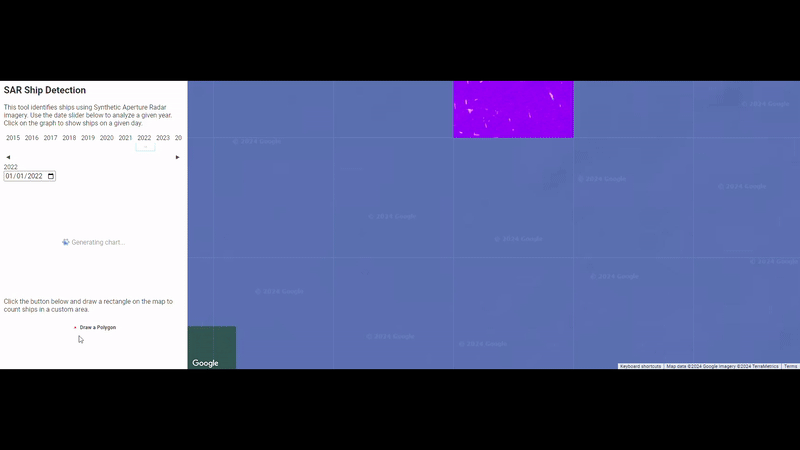 SAR Ship Detection
This tool identifies ships using Synthetic Aperture Radar
imagery. Use the date slider below to analyze a given year.
Click on the graph to show ships on a given day.
2015 2016 2017 2018 2019 2020 2021 2022 2023 20
2022
01/01/2022
Generating chart...
Click the button below and draw a rectangle on the map to
count ships in a custom area.
Draw a Polygon
© 2024 Google
© 2024 Google
© 2024 Google
© 2024 Google
© 2024 Google
© 2024 Google
© 2024 Google
© 2024 Google
© 2024 Google
© 2024 Google
© 2024 Google
Google
Keyboard shortcuts | Map data ©2024 Google Imagery ©2024 TerraMetrics | Terms